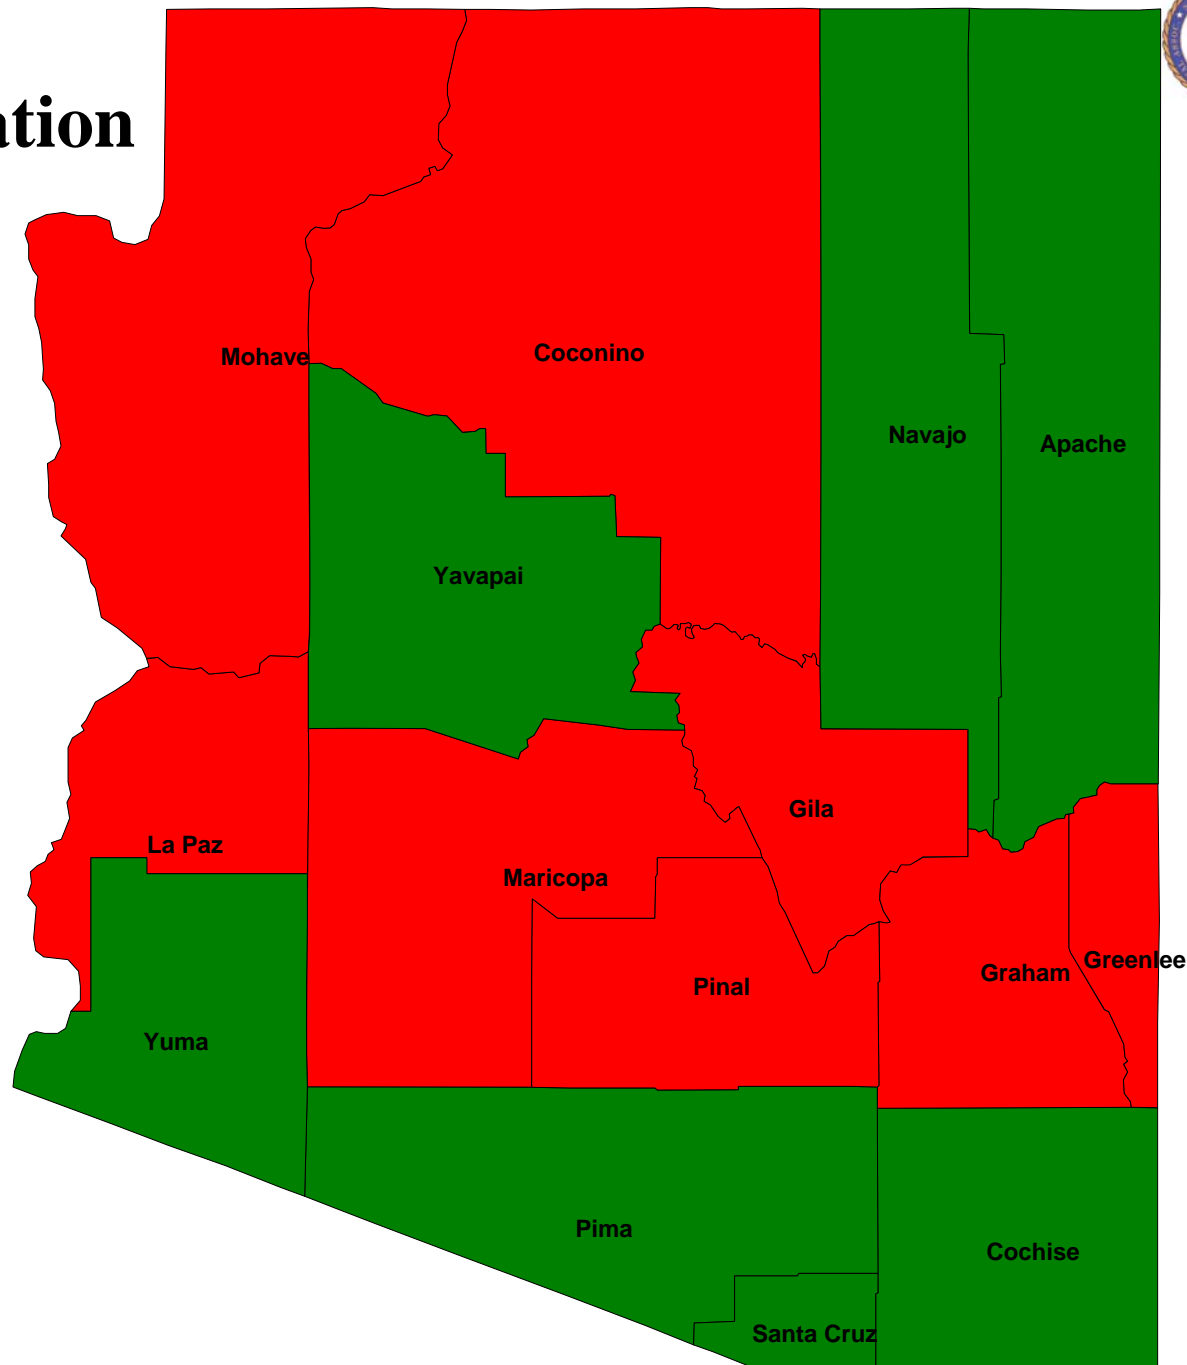 ation
Coconino
Mohave
Navajo
Apache
Yavapai
Gila
La Paz
Maricopa
Greenlee
Graham
Pinal
Yuma
Pima
Cochise
Santa Cruz